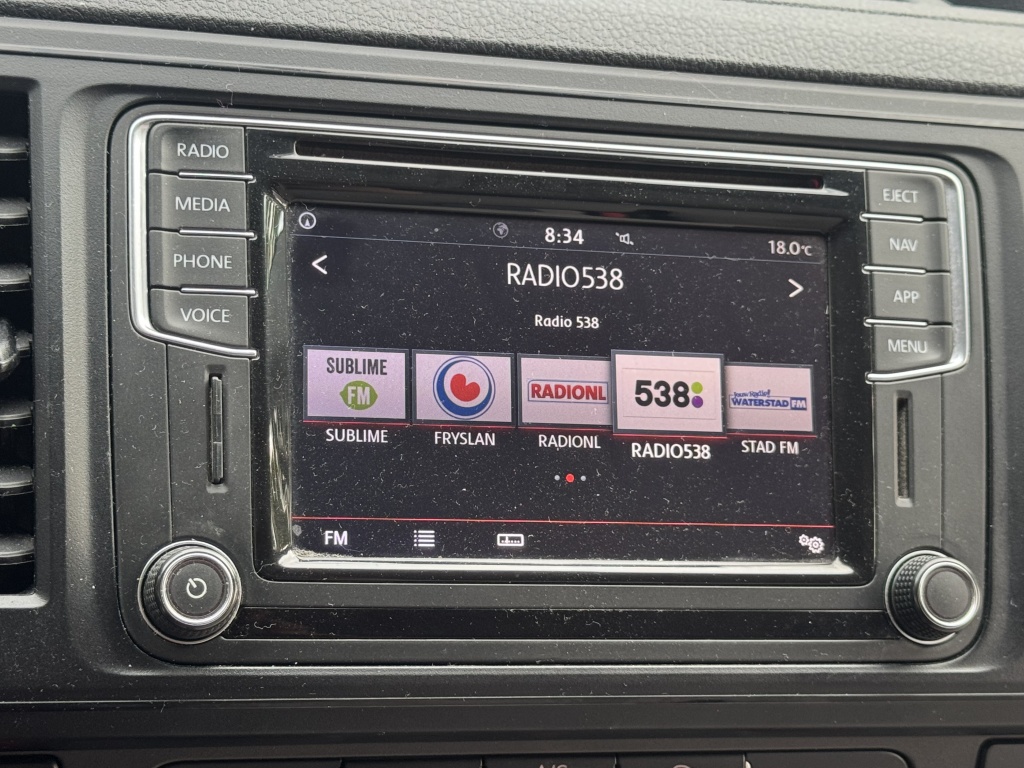 RADIO
MEDIA
PHONE
VOICE
EJECT
NAV
APP
MENU
8:34
18.0°C
<
RADIO538
>
Radio 538
SUBLIME
FM
RADIONL
538
WATERSTAD FM
SUBLIME
FRYSLAN
RADIONL
RADIO538
STAD FM
FM
A/C